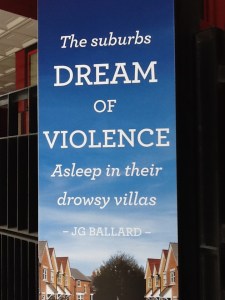 The suburbs
DREAM
OF
VIOLENCE
Asleep in their
drowsy villas
– JG BALLARD –